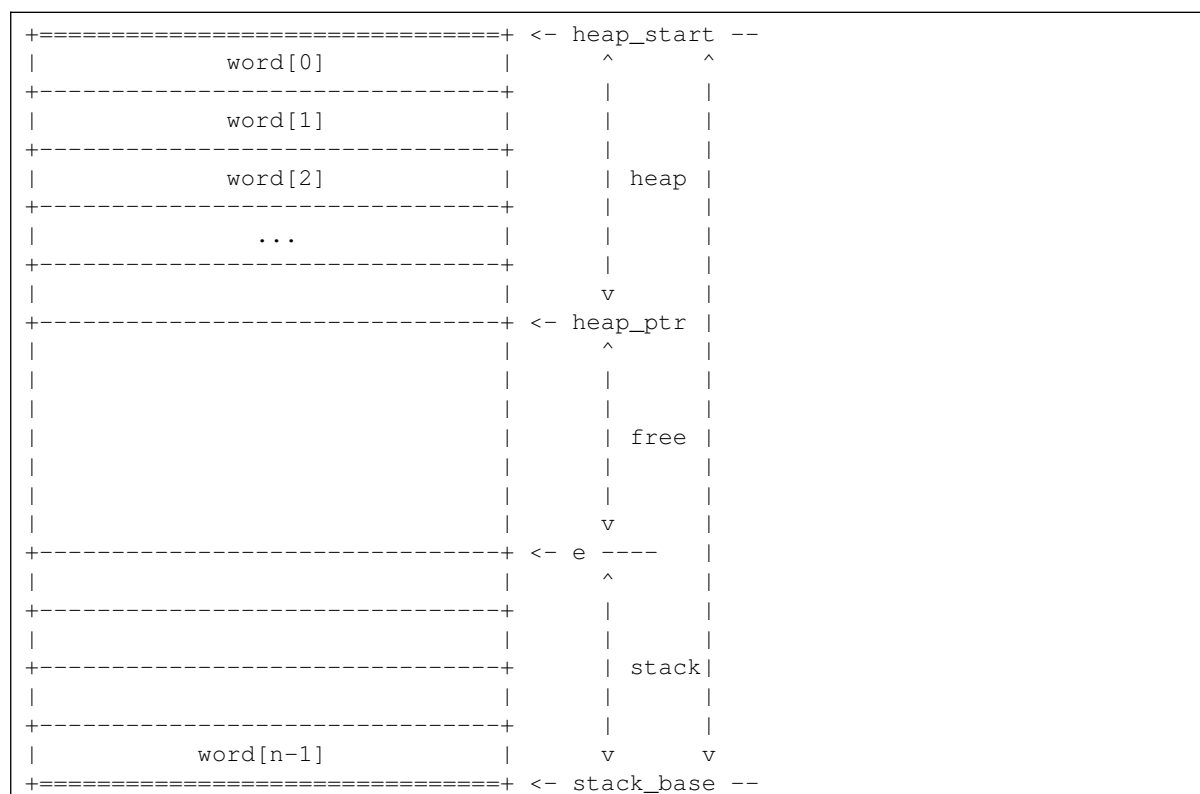 +================================+ <- heap_start --
|             word[0]            |      ^      ^
+--------------------------------+      |      |
|             word[1]            |      |      |
+--------------------------------+      |      |
|             word[2]            |      | heap |
+--------------------------------+      |      |
|               ...              |      |      |
+--------------------------------+      |      |
|                                |      v      |
+--------------------------------+ <- heap_ptr |
|                                |      ^      |
|                                |      |      |
|                                |      |      |
|                                |      | free |
|                                |      |      |
|                                |      |      |
|                                |      v      |
+--------------------------------+ <- e ----   |
|                                |      ^      |
+--------------------------------+      |      |
|                                |      |      |
+--------------------------------+      | stack|
|                                |      |      |
+--------------------------------+      |      |
|           word[n-1]            |      v      v
+================================+ <- stack_base --